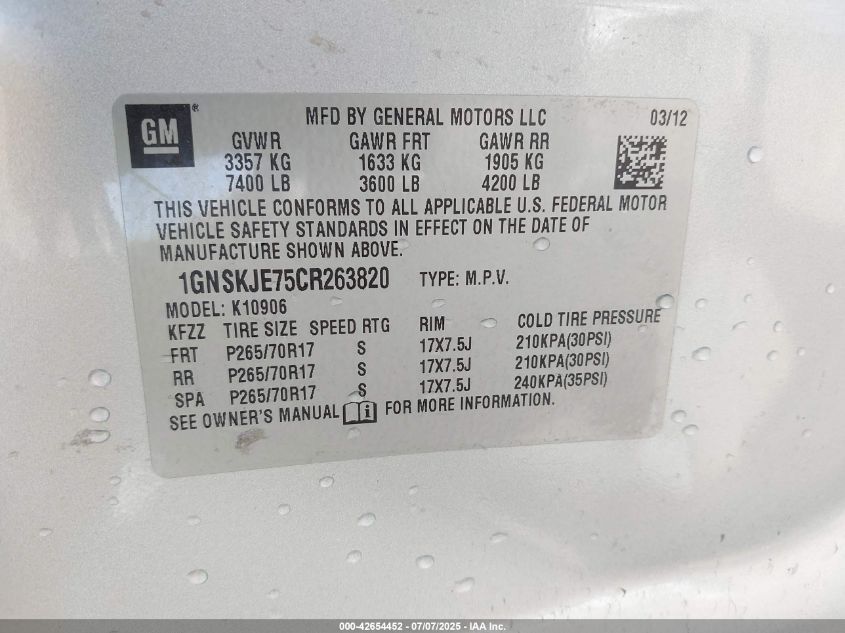 GM®
MFD BY GENERAL MOTORS LLC 03/12
GVWR GAWR FRT GAWR RR
3357 KG 1633 KG 1905 KG
7400 LB 3600 LB 4200 LB
THIS VEHICLE CONFORMS TO ALL APPLICABLE U.S. FEDERAL MOTOR
VEHICLE SAFETY STANDARDS IN EFFECT ON THE DATE OF
MANUFACTURE SHOWN ABOVE.
1GNSKJE75CR263820 TYPE: M.P.V.
MODEL: K10906
KFZZ TIRE SIZE SPEED RTG RIM COLD TIRE PRESSURE
FRT P265/70R17 S 17X7.5J 210KPA(30PSI)
RR P265/70R17 S 17X7.5J 210KPA(30PSI)
SPA P265/70R17 S 17X7.5J 240KPA(35PSI)
SEE OWNER'S MANUAL i FOR MORE INFORMATION.
000-42654452 - 07/07/2025 - IAA Inc.